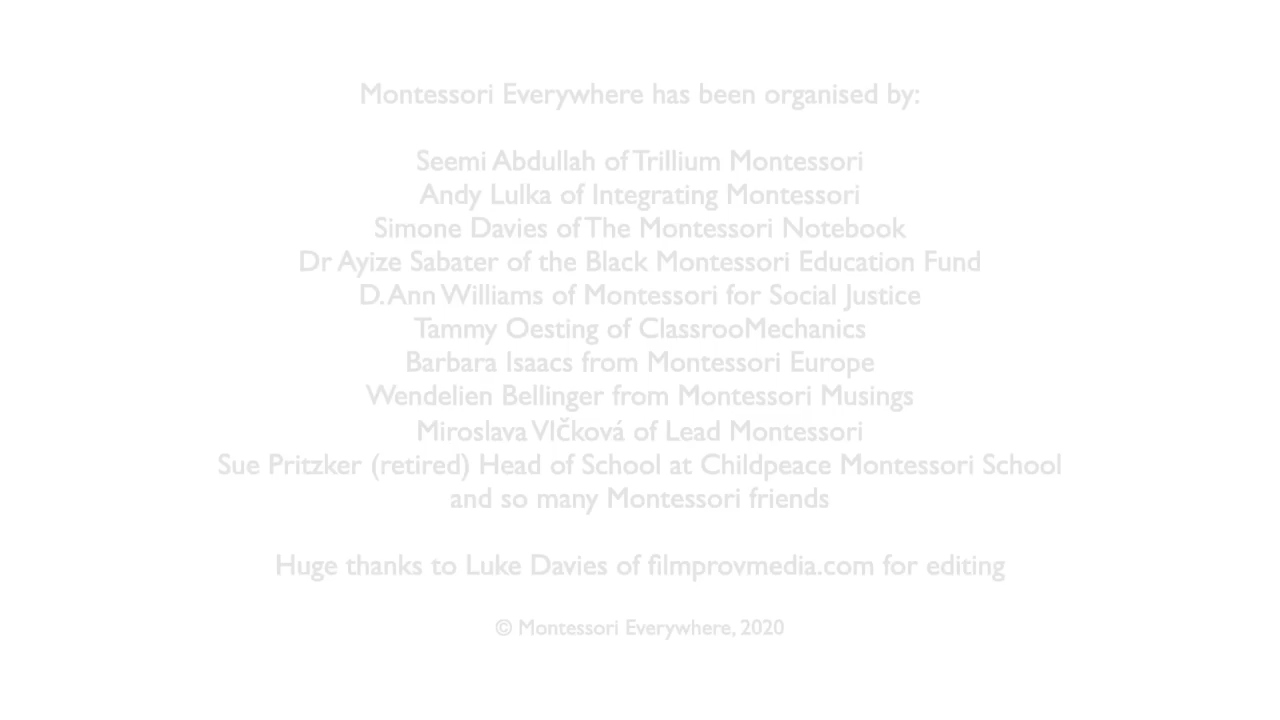 Montessori Everywhere has been organised by:
Seemi Abdullah of Trillium Montessori
Andy Lulka of Integrating Montessori
Simone Davies of The Montessori Notebook
Dr Ayize Sabater of the Black Montessori Education Fund
D. Ann Williams of Montessori for Social Justice
Tammy Oesting of ClassrooMechanics
Barbara Isaacs from Montessori Europe
Wendelien Bellinger from Montessori Musings
Miroslava Vlčková of Lead Montessori
Sue Pritzker (retired) Head of School at Childpeace Montessori School
and so many Montessori friends
Huge thanks to Luke Davies of filmprovmedia.com for editing
© Montessori Everywhere, 2020